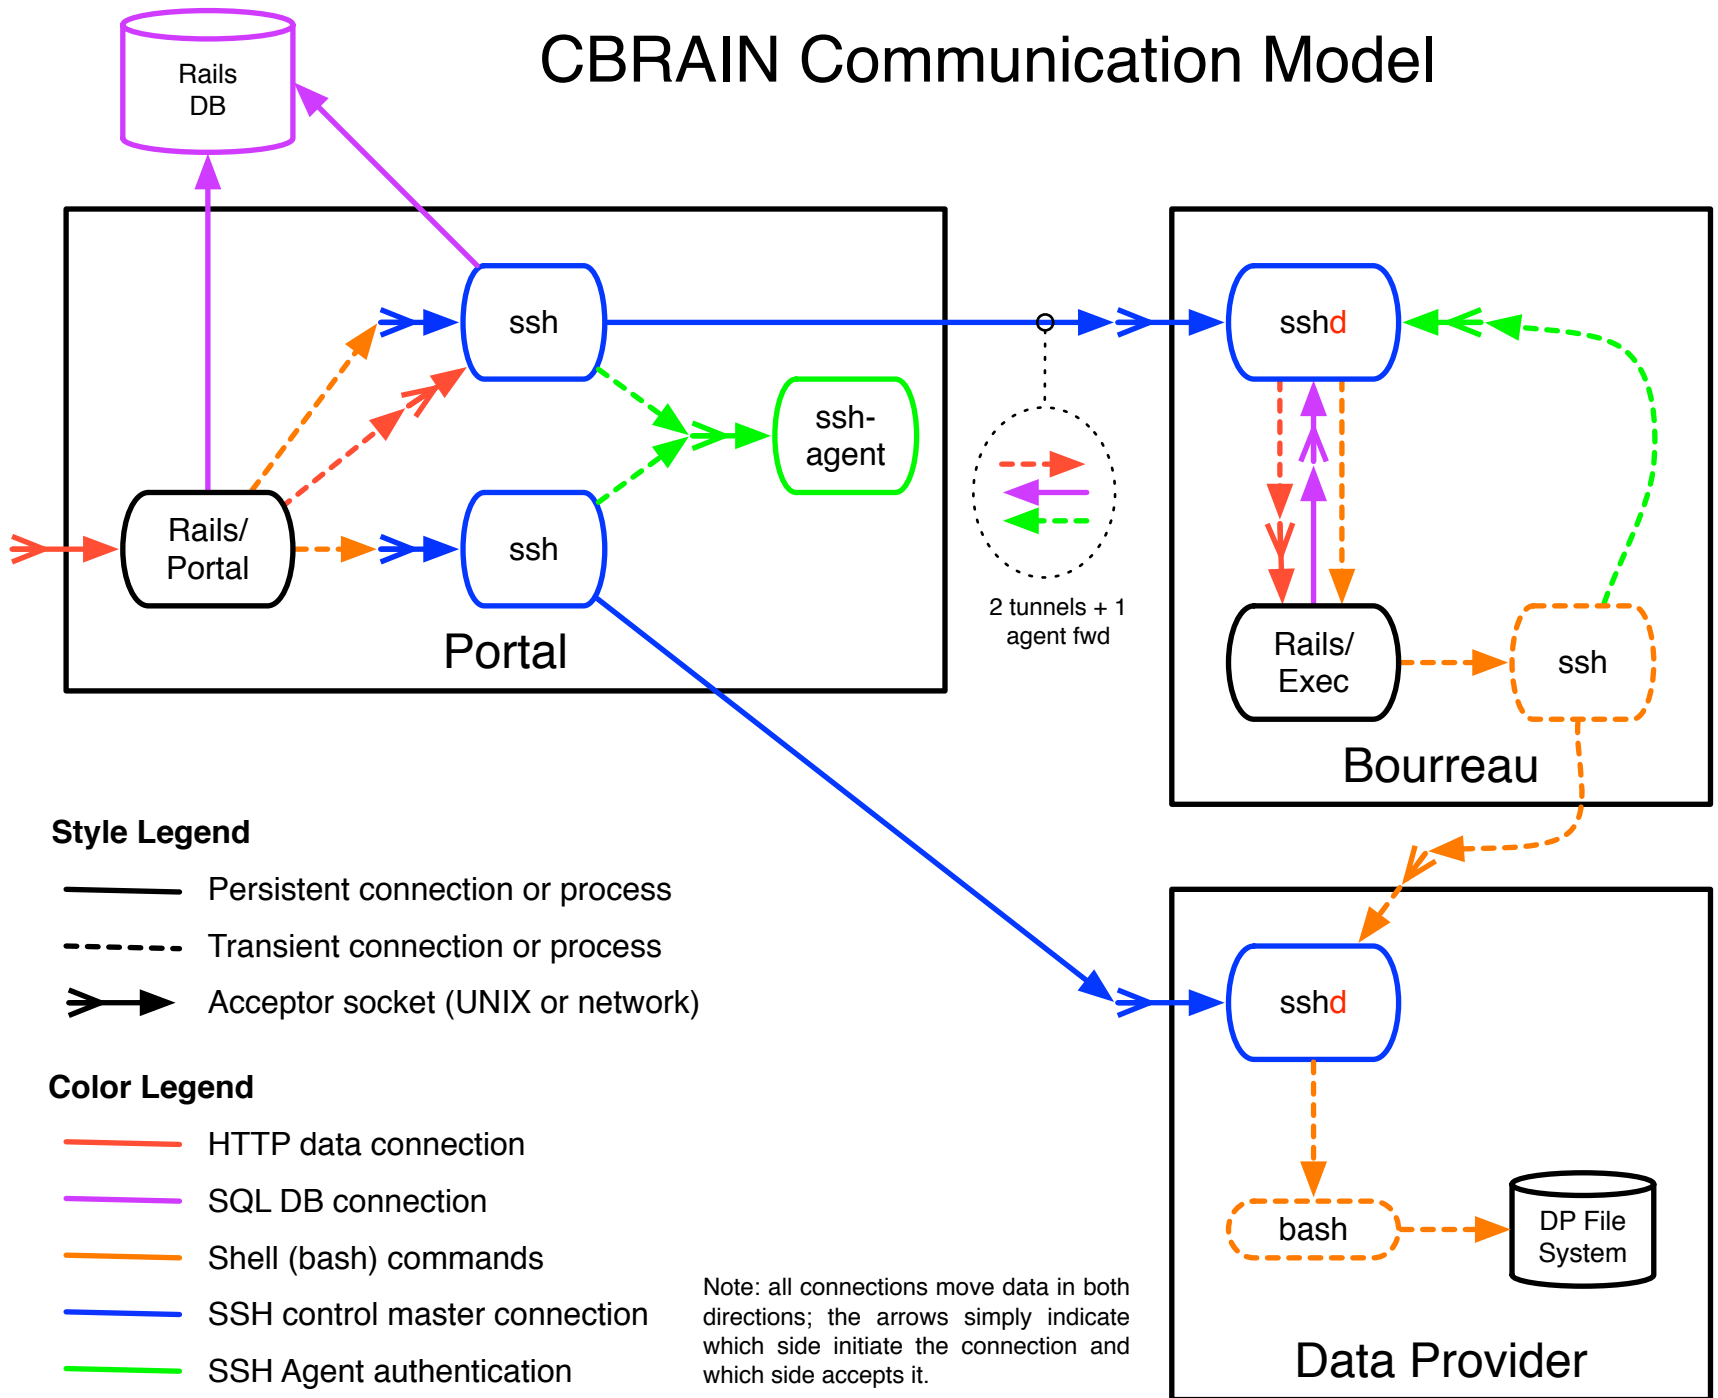 CBRAIN Communication Model
Rails
DB
ssh
sshd
ssh-
agent
Rails/
Portal
ssh
2 tunnels + 1
agent fwd
Portal
Rails/
Exec
ssh
Bourreau
Style Legend
Persistent connection or process
Transient connection or process
Acceptor socket (UNIX or network)
sshd
Color Legend
HTTP data connection
SQL DB connection
Shell (bash) commands
SSH control master connection
SSH Agent authentication
bash
DP File
System
Note: all connections move data in both
directions; the arrows simply indicate
which side initiate the connection and
which side accepts it.
Data Provider